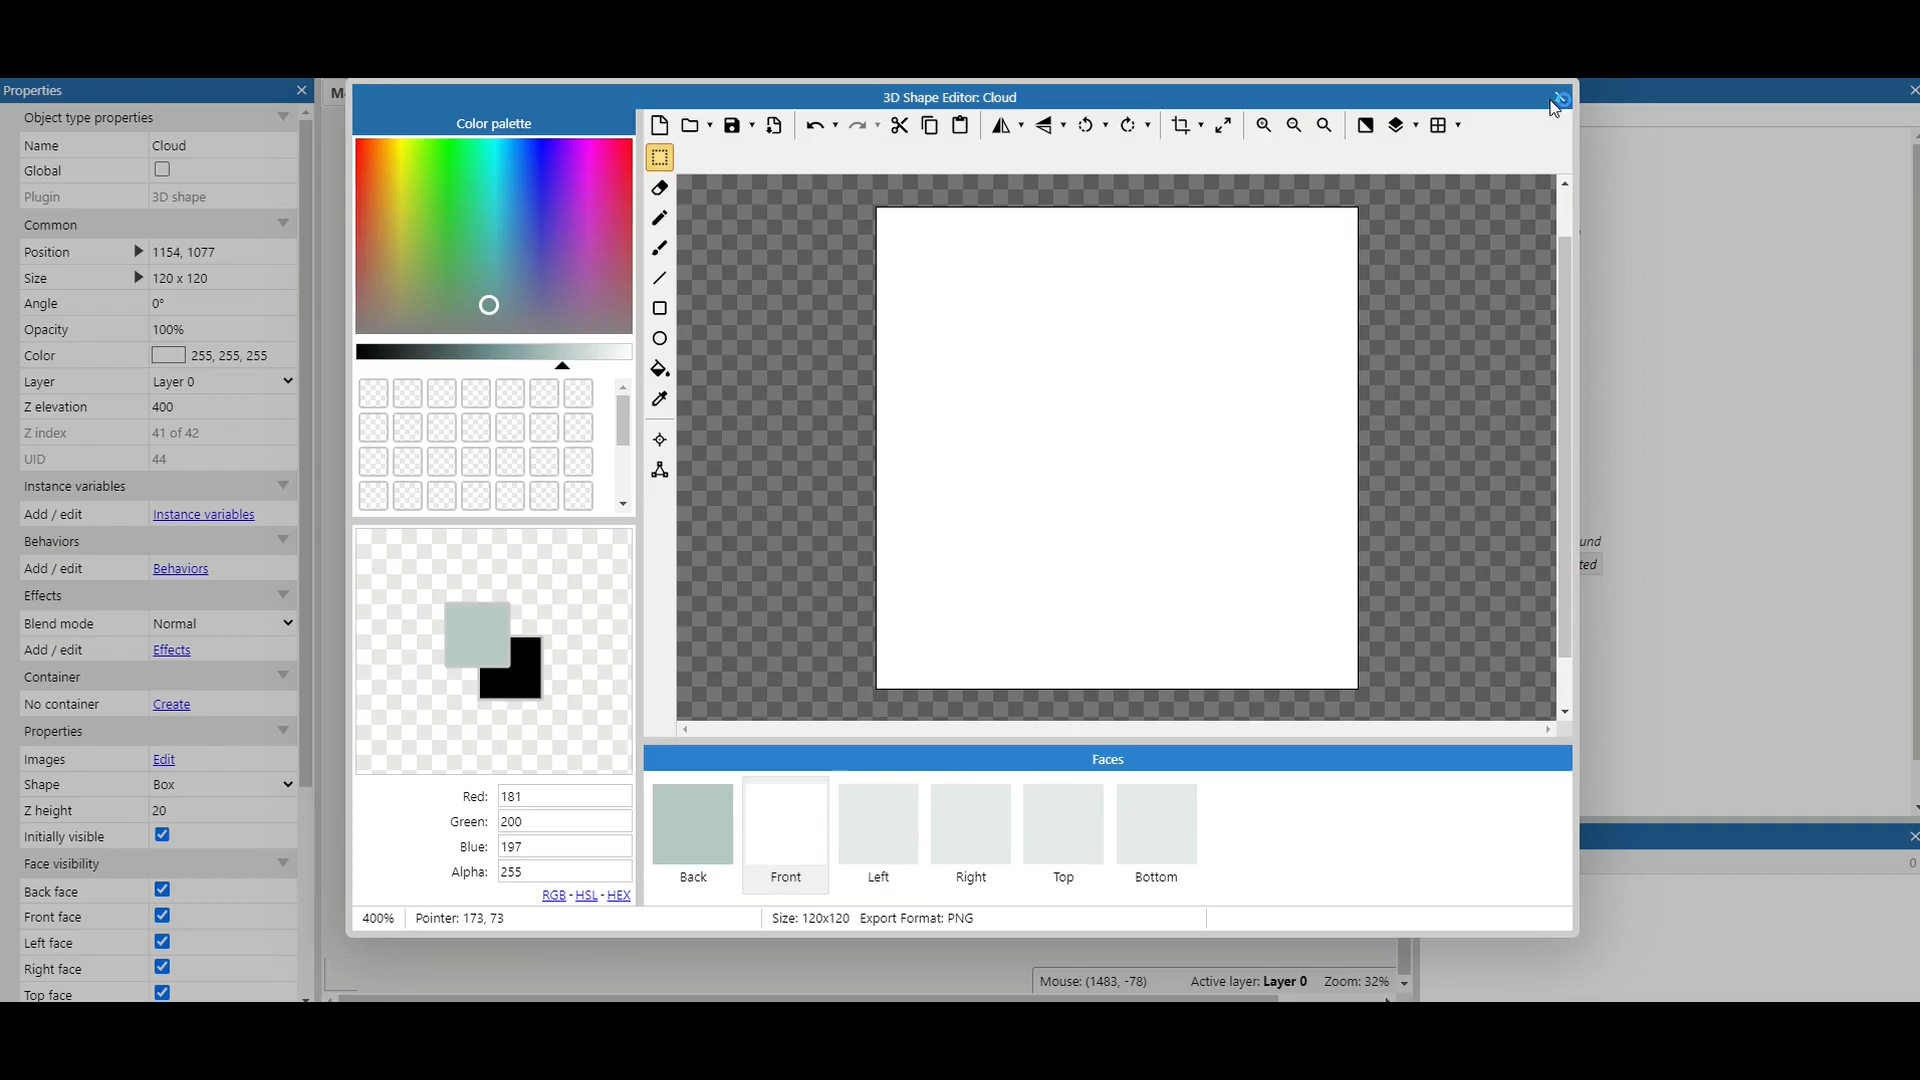 Properties
Object type properties
Name Cloud
Global
Plugin 3D shape
Common
Position 1154, 1077
Size 120 x 120
Angle 0°
Opacity 100%
Color 255, 255, 255
Layer Layer 0
Z elevation 400
Z index 41 of 42
UID 44
Instance variables
Add / edit Instance variables
Behaviors
Add / edit Behaviors
Effects
Blend mode Normal
Add / edit Effects
Container
No container Create
Properties
Images Edit
Shape Box
Z height 20
Initially visible
Face visibility
Back face
Front face
Left face
Right face
Top face
3D Shape Editor: Cloud
Color palette
Red: 181
Green: 200
Blue: 197
Alpha: 255
RGB - HSL - HEX
Faces
Back Front Left Right Top Bottom
400% Pointer: 173, 73 Size: 120x120 Export Format: PNG
Mouse: (1483, -78) Active layer: Layer 0 Zoom: 32%
und
ted
0